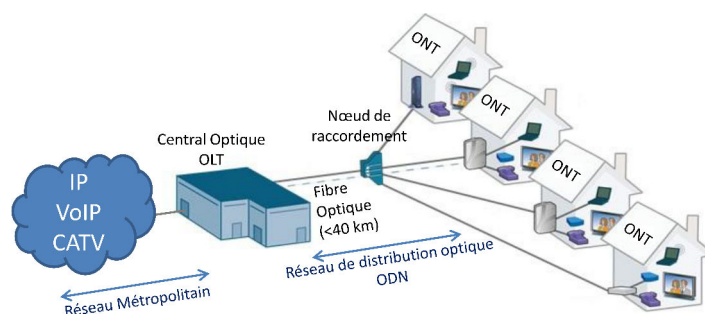 IP
VoIP
CATV
Réseau Métropolitain
Central Optique
OLT
Fibre
Optique
(<40 km)
Nœud de
raccordement
Réseau de distribution optique
ODN
ONT
ONT
ONT
ONT